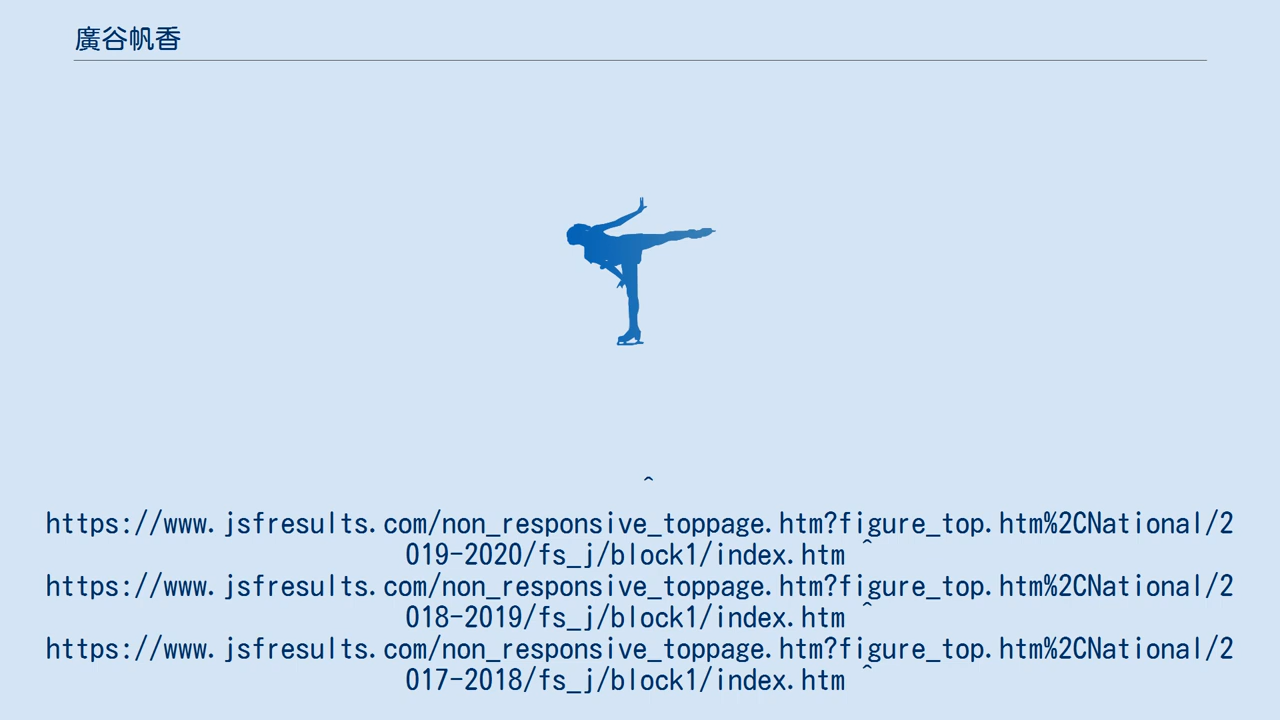 廣谷帆香
^
https://www.jsfresults.com/non_responsive_toppage.htm?figure_top.htm%2CNational/2
019-2020/fs_j/block1/index.htm ^
https://www.jsfresults.com/non_responsive_toppage.htm?figure_top.htm%2CNational/2
018-2019/fs_j/block1/index.htm ^
https://www.jsfresults.com/non_responsive_toppage.htm?figure_top.htm%2CNational/2
017-2018/fs_j/block1/index.htm ^